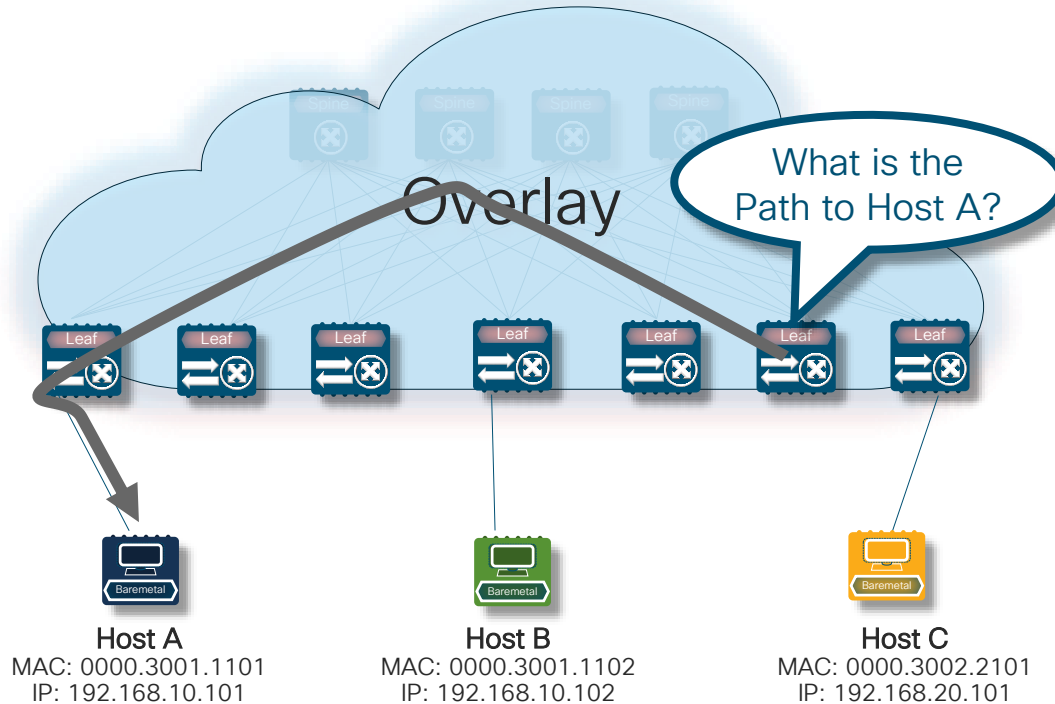 Spine
Spine
Spine
Spine
What is the
Path to Host A?
Overlay
Leaf
Leaf
Leaf
Leaf
Leaf
Leaf
Leaf
Baremetal
Baremetal
Baremetal
Host A
MAC: 0000.3001.1101
IP: 192.168.10.101
Host B
MAC: 0000.3001.1102
IP: 192.168.10.102
Host C
MAC: 0000.3002.2101
IP: 192.168.20.101